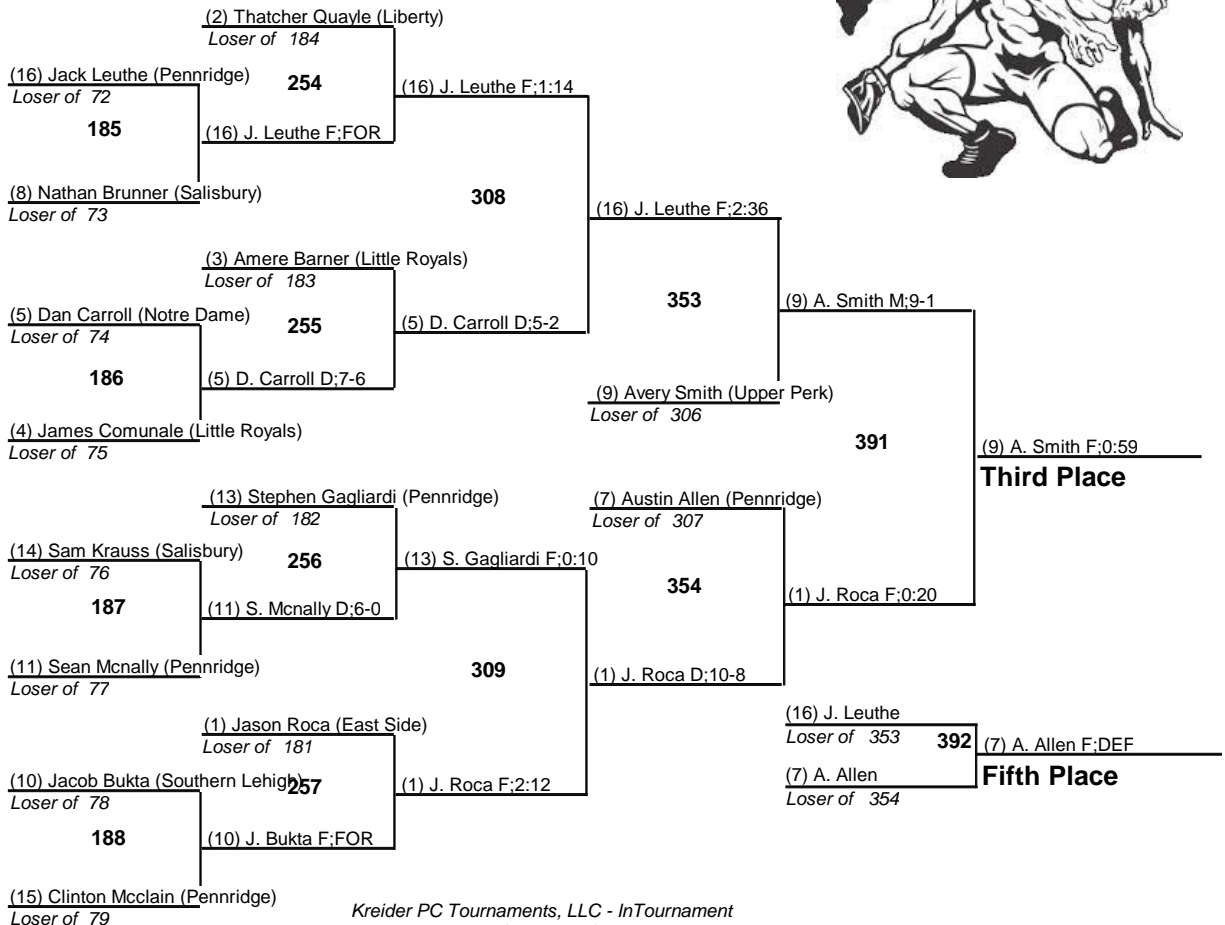 (2) Thatcher Quayle (Liberty)
Loser of 184
(16) Jack Leuthe (Pennridge)
254
(16) J. Leuthe F;1:14
Loser of 72
185
(16) J. Leuthe F;FOR
(8) Nathan Brunner (Salisbury)
308
Loser of 73
(16) J. Leuthe F;2:36
(3) Amere Barner (Little Royals)
Loser of 183
353
(9) A. Smith M;9-1
(5) Dan Carroll (Notre Dame)
255
(5) D. Carroll D;5-2
Loser of 74
186
(5) D. Carroll D;7-6
(9) Avery Smith (Upper Perk)
Loser of 306
(4) James Comunale (Little Royals)
391
Loser of 75
(9) A. Smith F;0:59
Third Place
(13) Stephen Gagliardi (Pennridge)
(7) Austin Allen (Pennridge)
Loser of 182
Loser of 307
(14) Sam Krauss (Salisbury)
256
(13) S. Gagliardi F;0:10
Loser of 76
354
187
(11) S. Mcnally D;6-0
(1) J. Roca F;0:20
(11) Sean Mcnally (Pennridge)
309
(1) J. Roca D;10-8
Loser of 77
(1) Jason Roca (East Side)
(16) J. Leuthe
Loser of 181
Loser of 353
392
(7) A. Allen F;DEF
(10) Jacob Bukta (Southern Lehigh)
257
(1) J. Roca F;2:12
(7) A. Allen
Fifth Place
Loser of 78
Loser of 354
188
(10) J. Bukta F;FOR
(15) Clinton Mcclain (Pennridge)
Loser of 79
Kreider PC Tournaments, LLC - InTournament